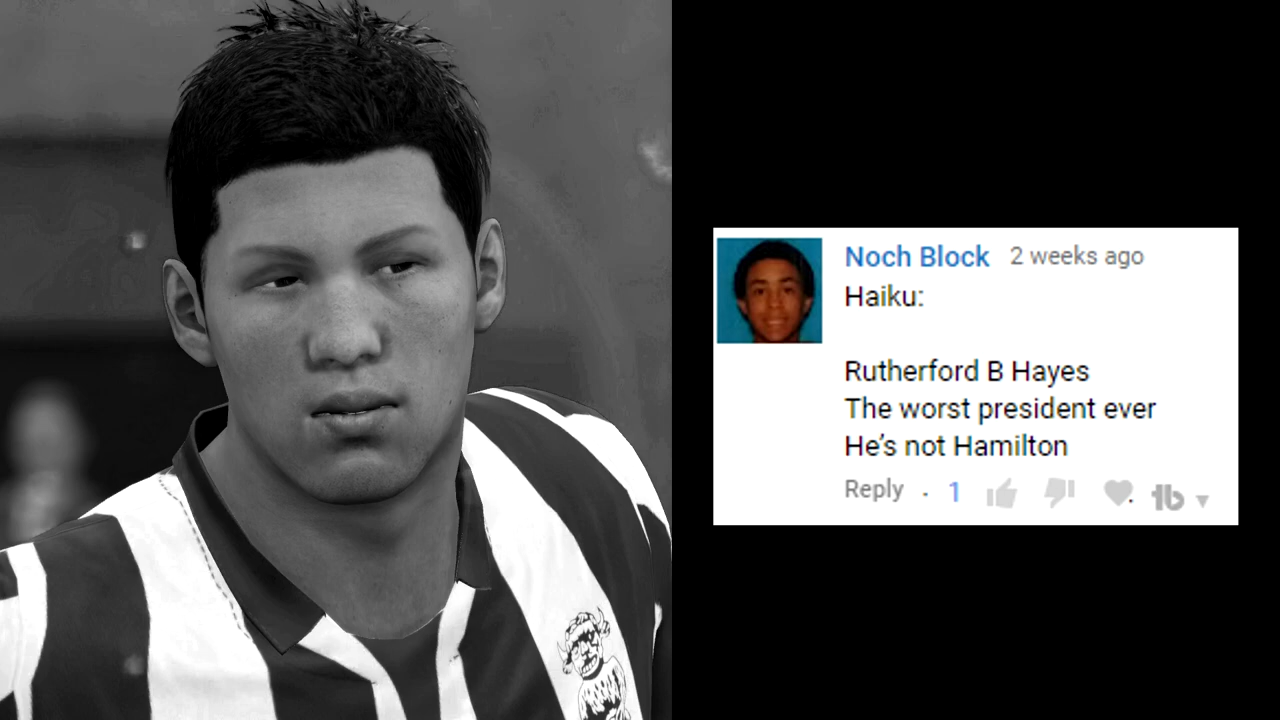 Noch Block 2 weeks ago
Haiku:
Rutherford B Hayes
The worst president ever
He's not Hamilton
Reply · 1